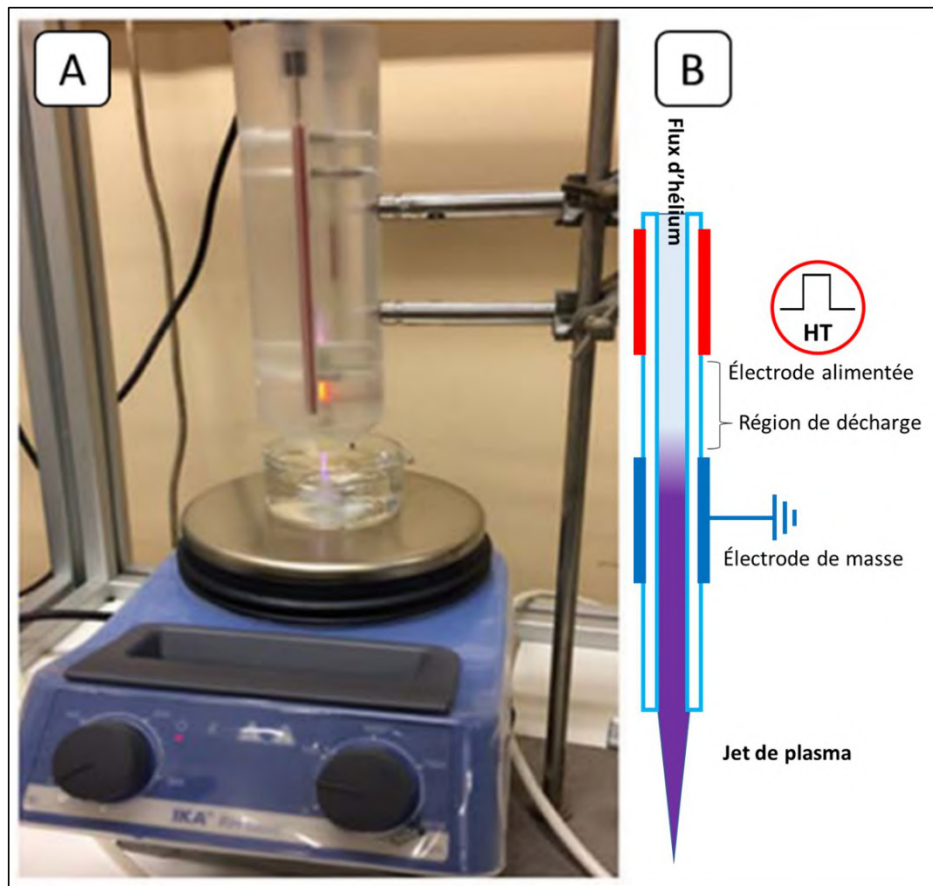 A
B
Flux d'hélium
HT
Électrode alimentée
Région de décharge
Électrode de masse
Jet de plasma
IKA